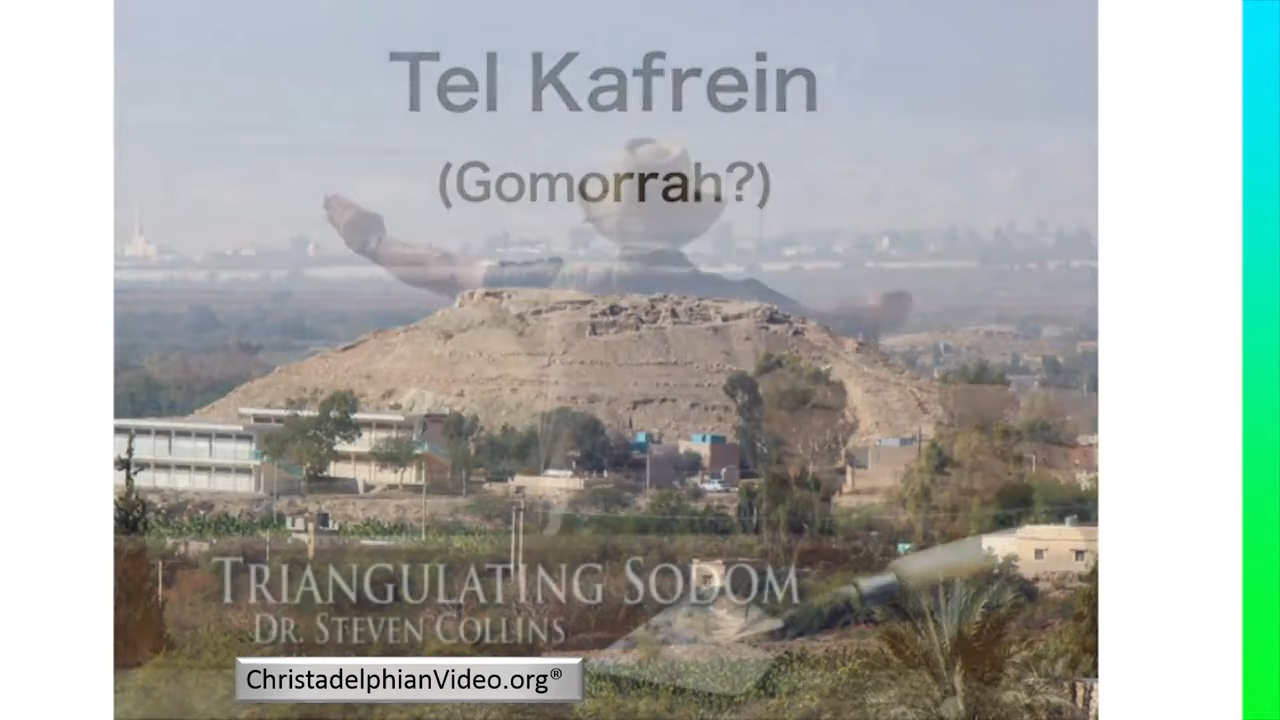 Tel Kafrein
(Gomorrah?)
TRIANGULATING SODOM
DR. STEVEN COLLINS
ChristadelphianVideo.org®